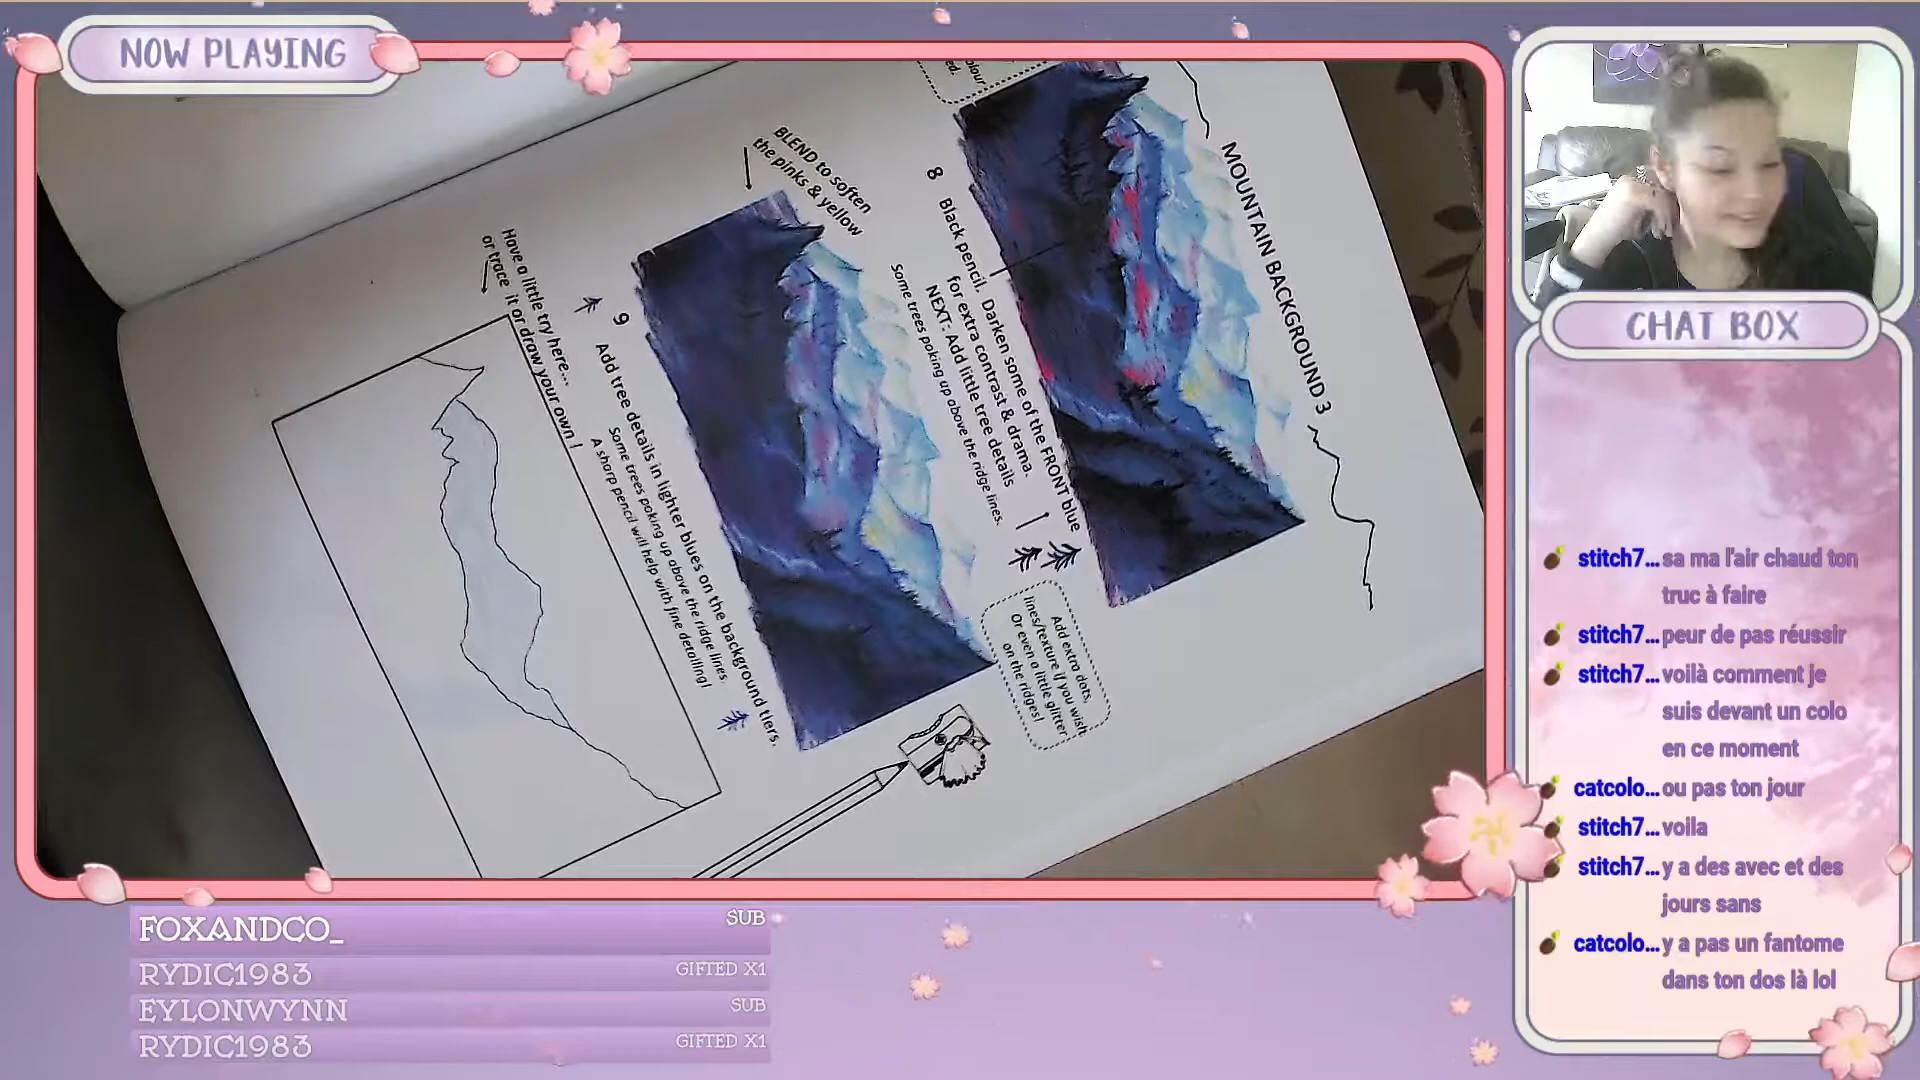 NOW PLAYING
olour
ed.
MOUNTAIN BACKGROUND 3
8 Black pencil. Darken some of the FRONT blue
for extra contrast & drama.
NEXT: Add little tree details
Some trees poking up above the ridge lines.
Add extra dots,
lines/texture if you wish
Or even a little glitter
on the ridges!
BLEND to soften
the pinks & yellow
9 Add tree details in lighter blues on the background tiers.
Some trees poking up above the ridge lines.
A sharp pencil will help with fine detailing!
Have a little try here...
or trace it or draw your own!
CHAT BOX
stitch7... sa ma l'air chaud ton
truc à faire
stitch7... peur de pas réussir
stitch7... voilà comment je
suis devant un colo
en ce moment
catcolo... ou pas ton jour
stitch7... voila
stitch7... y a des avec et des
jours sans
catcolo... y a pas un fantome
dans ton dos là lol
FOXANDCO_ SUB
RYDIC1983 GIFTED X1
EYLONWYNN SUB
RYDIC1983 GIFTED X1